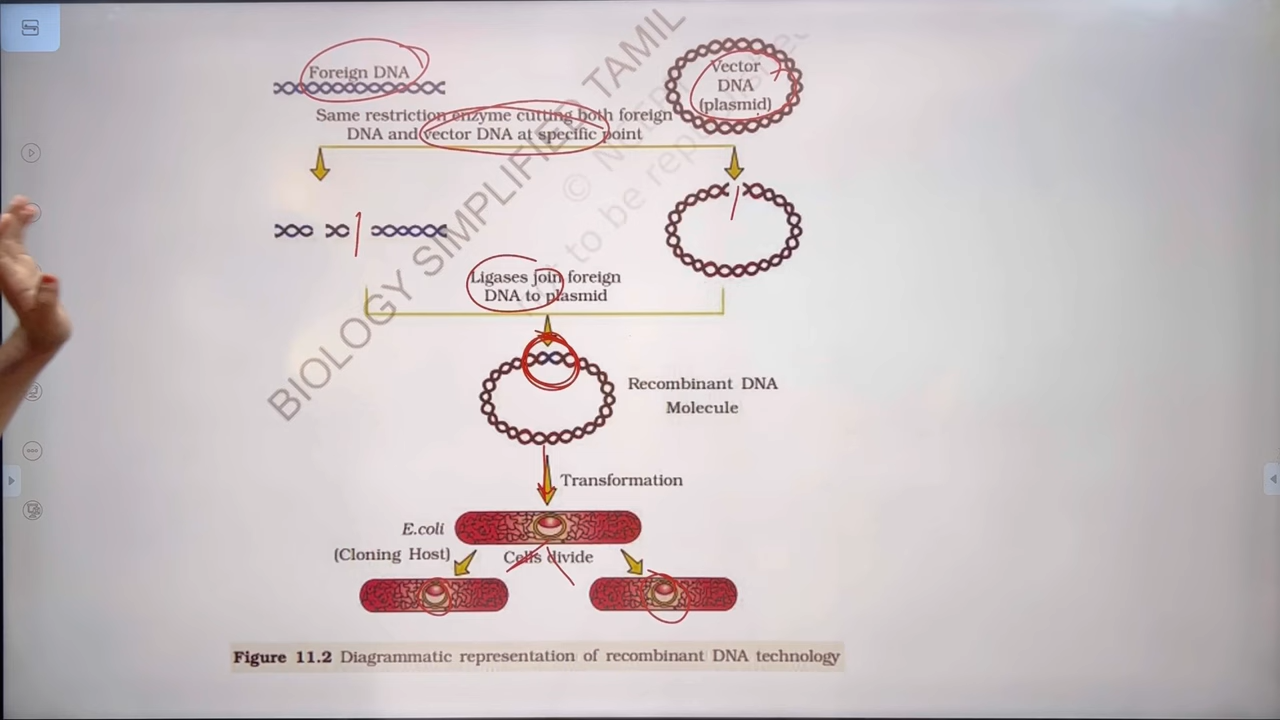 Foreign DNA
Vector
DNA
(plasmid)
Same restriction enzyme cutting both foreign
DNA and vector DNA at specific point
Ligases join foreign
DNA to plasmid
Recombinant DNA
Molecule
Transformation
E.coli
(Cloning Host)
Cells divide
Figure 11.2 Diagrammatic representation of recombinant DNA technology
BIOLOGY SIMPLIFIED TAMIL
to be